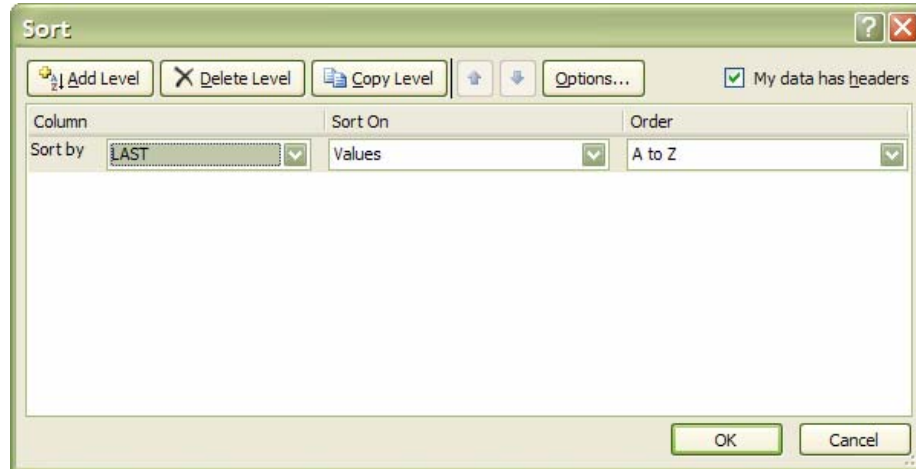 Sort
Add Level Delete Level Copy Level Options... My data has headers
Column Sort On Order
Sort by LAST Values A to Z
OK Cancel